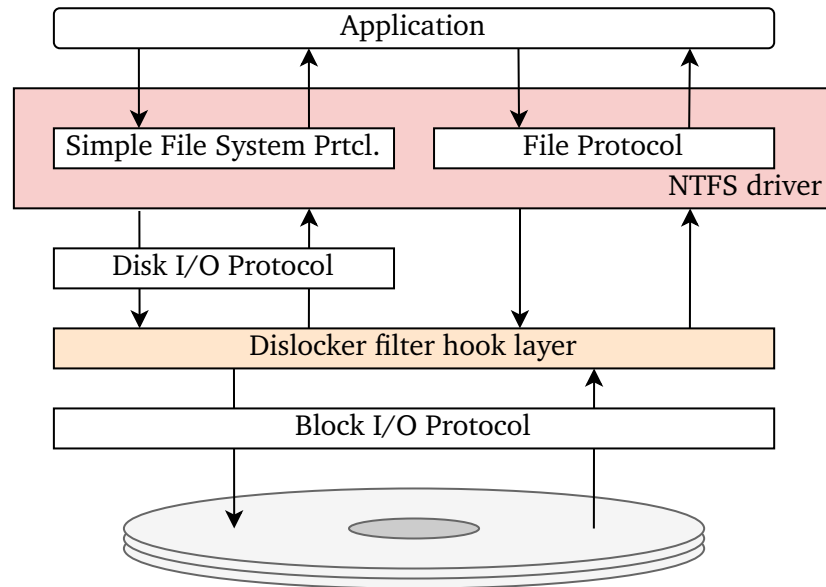 Application
Simple File System Prtcl.
File Protocol
NTFS driver
Disk I/O Protocol
Dislocker filter hook layer
Block I/O Protocol